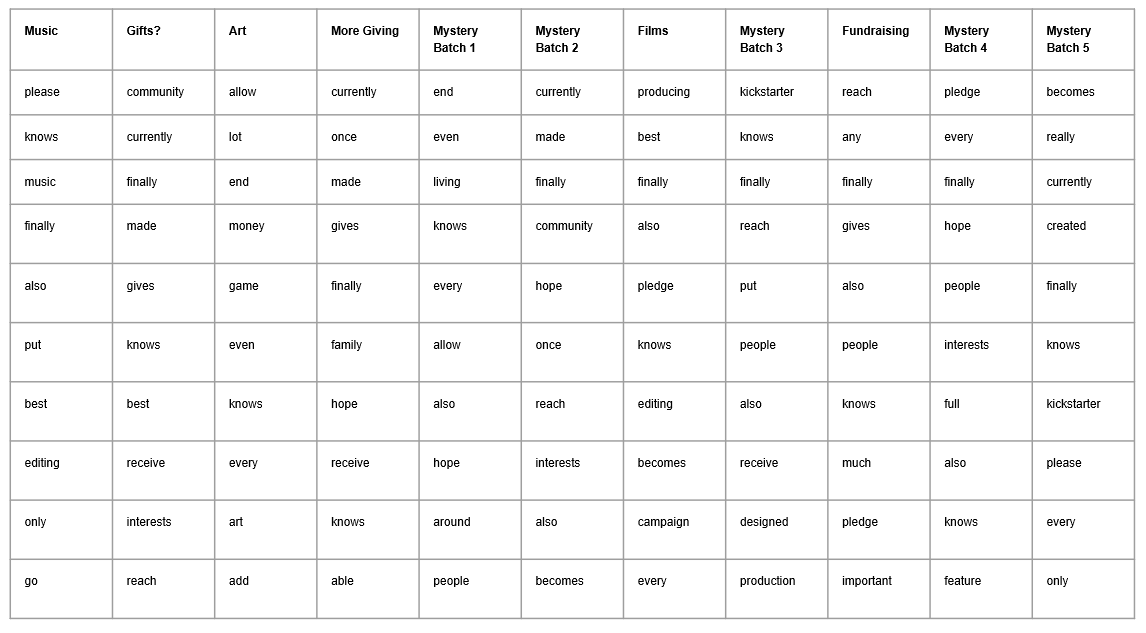 Music Gifts? Art More Giving Mystery Batch 1 Mystery Batch 2 Films Mystery Batch 3 Fundraising Mystery Batch 4 Mystery Batch 5
please community allow currently end currently producing kickstarter reach pledge becomes
knows currently lot once even made best knows any every really
music finally end made living finally finally finally finally finally currently
finally made money gives knows community also reach gives hope created
also gives game finally every hope pledge put also people finally
put knows even family allow once knows people people interests knows
best best knows hope also reach editing also knows full kickstarter
editing receive every receive hope interests becomes receive much also please
only interests art knows around also campaign designed pledge knows every
go reach add able people becomes every production important feature only